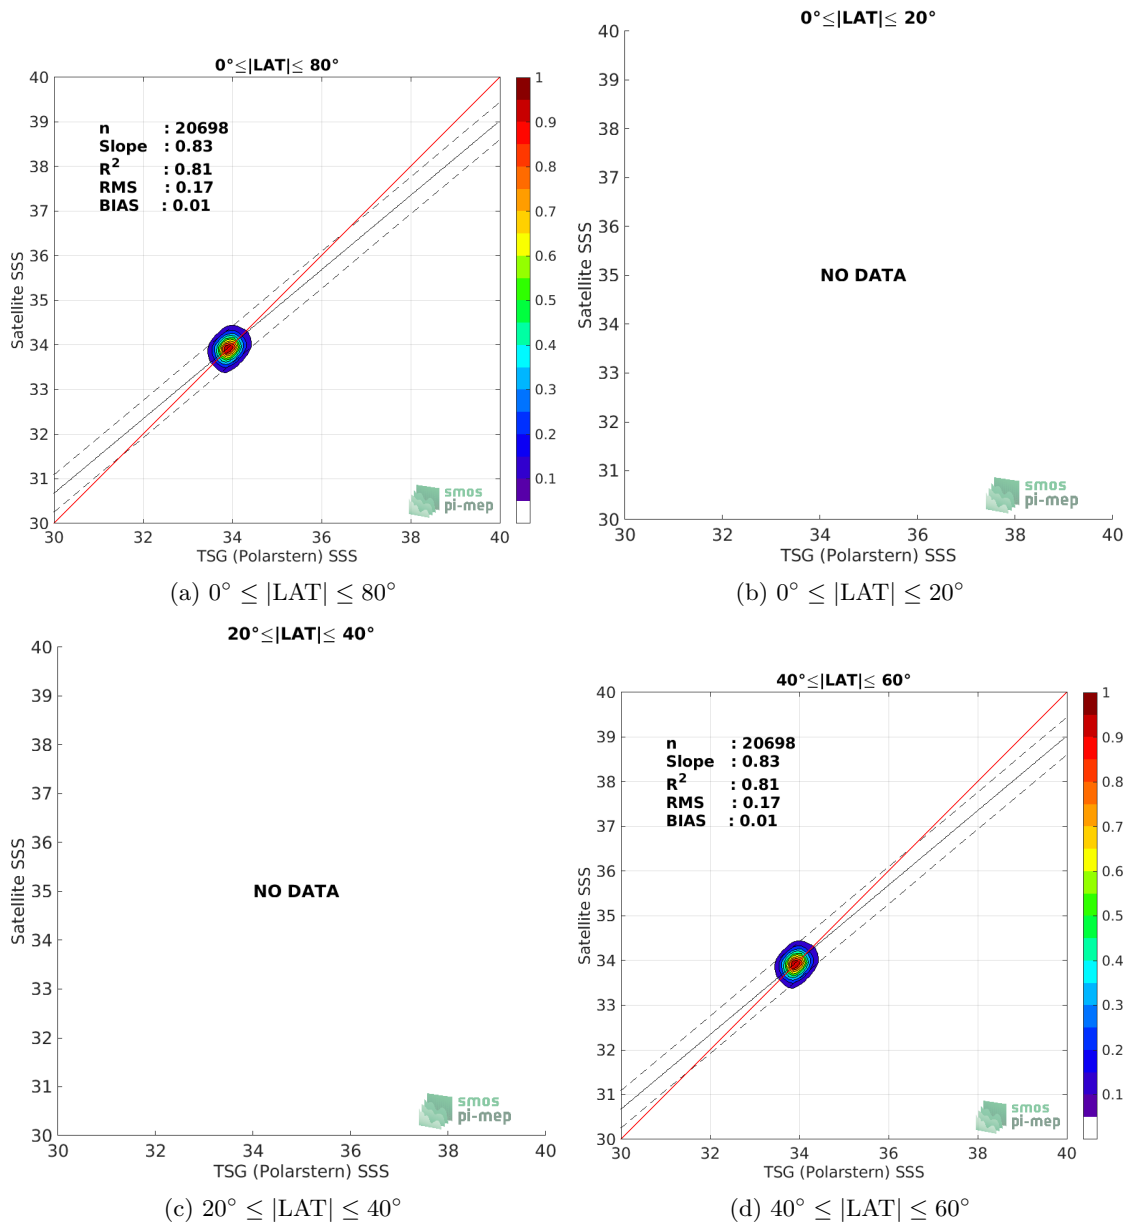 0°≤|LAT|≤ 80°
40
39
38
37
36
35
34
33
32
31
30
Satellite SSS
n : 20698
Slope : 0.83
R² : 0.81
RMS : 0.17
BIAS : 0.01
smos
pi-mep
30 32 34 36 38 40
TSG (Polarstern) SSS
1
0.9
0.8
0.7
0.6
0.5
0.4
0.3
0.2
0.1
(a) 0° ≤ |LAT| ≤ 80°
0°≤|LAT|≤ 20°
40
39
38
37
36
35
34
33
32
31
30
Satellite SSS
NO DATA
smos
pi-mep
30 32 34 36 38 40
TSG (Polarstern) SSS
(b) 0° ≤ |LAT| ≤ 20°
20°≤|LAT|≤ 40°
40
39
38
37
36
35
34
33
32
31
30
Satellite SSS
NO DATA
smos
pi-mep
30 32 34 36 38 40
TSG (Polarstern) SSS
(c) 20° ≤ |LAT| ≤ 40°
40°≤|LAT|≤ 60°
40
39
38
37
36
35
34
33
32
31
30
Satellite SSS
n : 20698
Slope : 0.83
R² : 0.81
RMS : 0.17
BIAS : 0.01
smos
pi-mep
30 32 34 36 38 40
TSG (Polarstern) SSS
1
0.9
0.8
0.7
0.6
0.5
0.4
0.3
0.2
0.1
(d) 40° ≤ |LAT| ≤ 60°